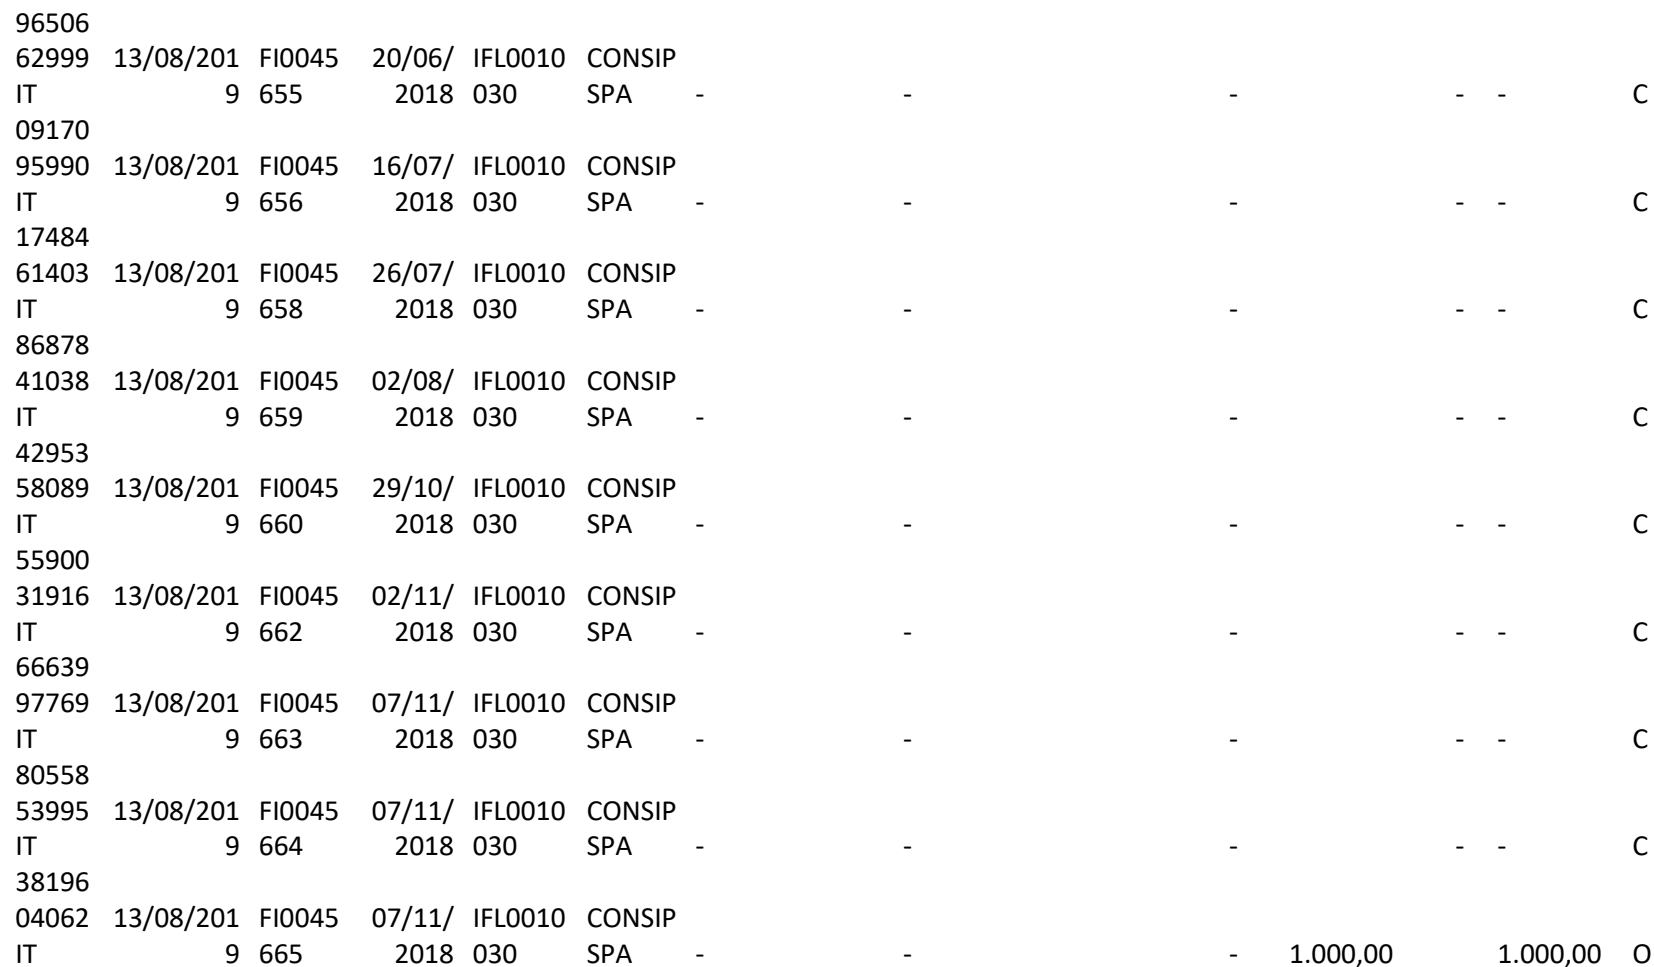 96506
62999 13/08/201 FI0045 20/06/ IFL0010 CONSIP
IT 9 655 2018 030 SPA - - - - - C
09170
95990 13/08/201 FI0045 16/07/ IFL0010 CONSIP
IT 9 656 2018 030 SPA - - - - - C
17484
61403 13/08/201 FI0045 26/07/ IFL0010 CONSIP
IT 9 658 2018 030 SPA - - - - - C
86878
41038 13/08/201 FI0045 02/08/ IFL0010 CONSIP
IT 9 659 2018 030 SPA - - - - - C
42953
58089 13/08/201 FI0045 29/10/ IFL0010 CONSIP
IT 9 660 2018 030 SPA - - - - - C
55900
31916 13/08/201 FI0045 02/11/ IFL0010 CONSIP
IT 9 662 2018 030 SPA - - - - - C
66639
97769 13/08/201 FI0045 07/11/ IFL0010 CONSIP
IT 9 663 2018 030 SPA - - - - - C
80558
53995 13/08/201 FI0045 07/11/ IFL0010 CONSIP
IT 9 664 2018 030 SPA - - - - - C
38196
04062 13/08/201 FI0045 07/11/ IFL0010 CONSIP
IT 9 665 2018 030 SPA - - - 1.000,00 1.000,00 O